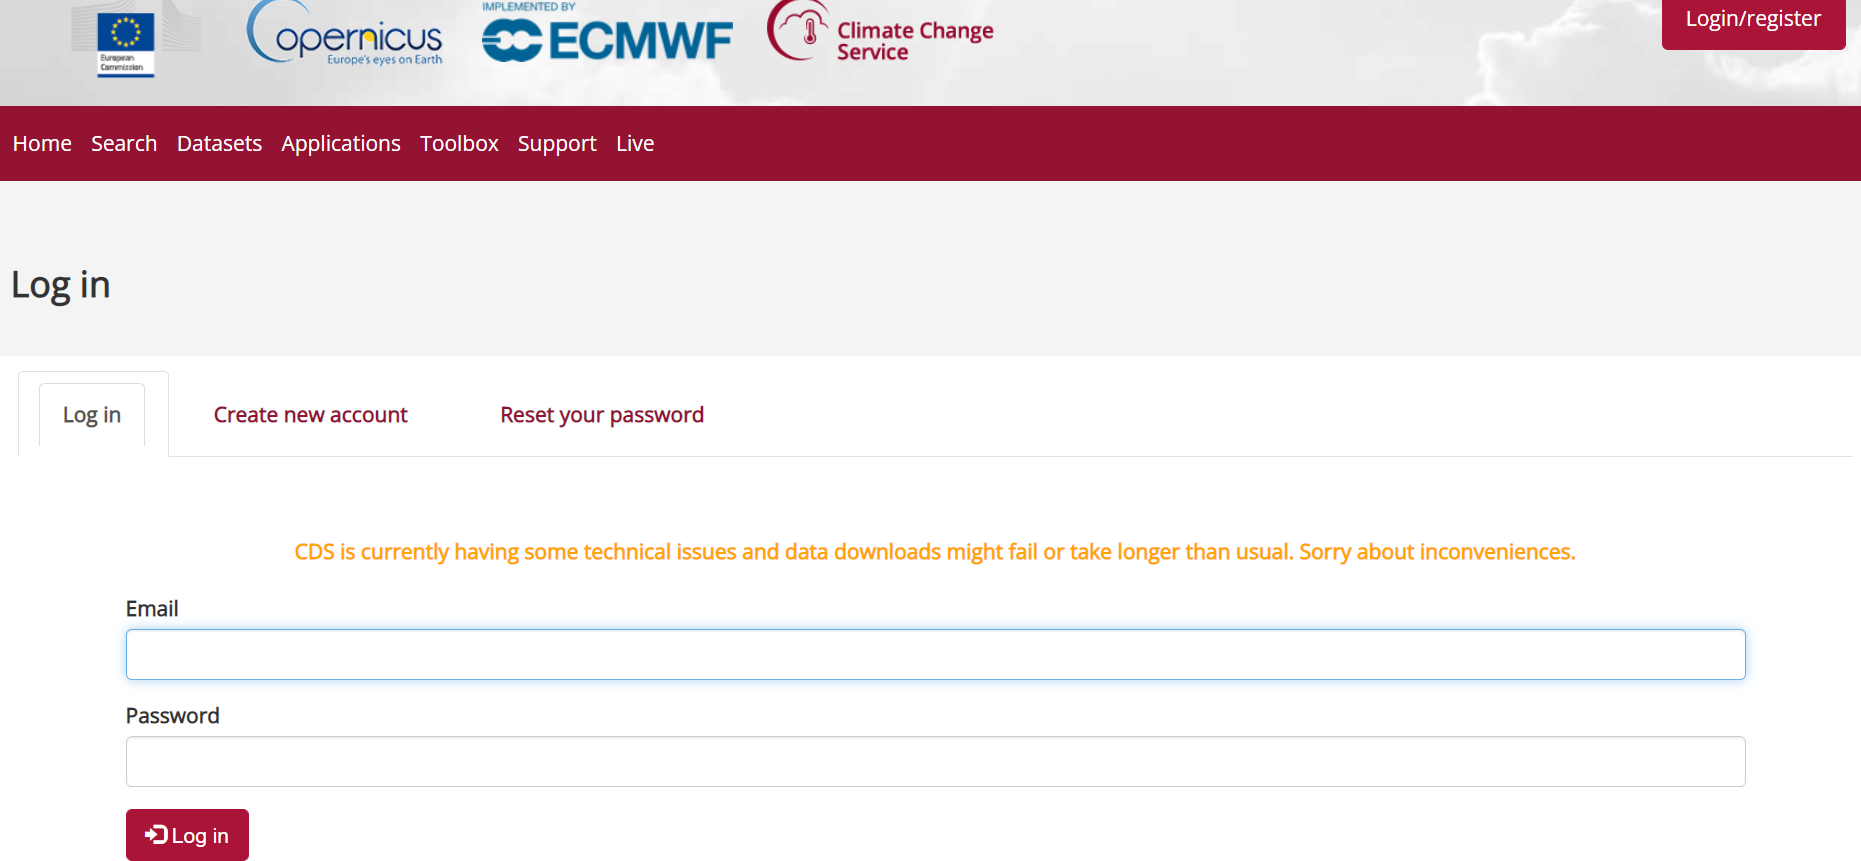 European
Commission
opernicus
Europe's eyes on Earth
IMPLEMENTED BY
ECMWF
Climate Change
Service
Login/register
Home Search Datasets Applications Toolbox Support Live
Log in
Log in Create new account Reset your password
CDS is currently having some technical issues and data downloads might fail or take longer than usual. Sorry about inconveniences.
Email
Password
Log in